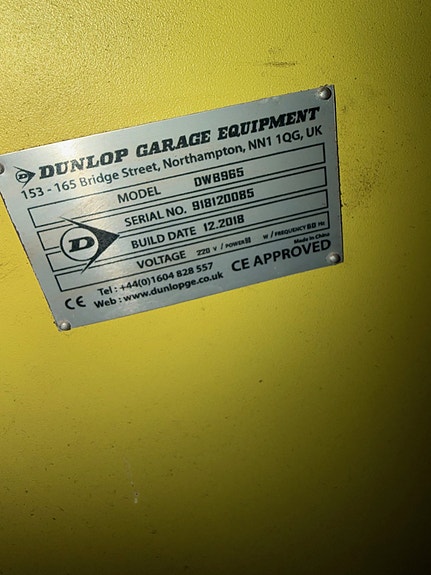 D DUNLOP GARAGE EQUIPMENT
153 - 165 Bridge Street, Northampton, NN1 1QG, UK
MODEL DWB965
SERIAL NO. 918120085
D
BUILD DATE 12.2018
VOLTAGE 220 V / POWER W / FREQUENCY Hz
Made in China
CE Tel : +44(0)1604 828 557 CE APPROVED
Web : www.dunlopge.co.uk